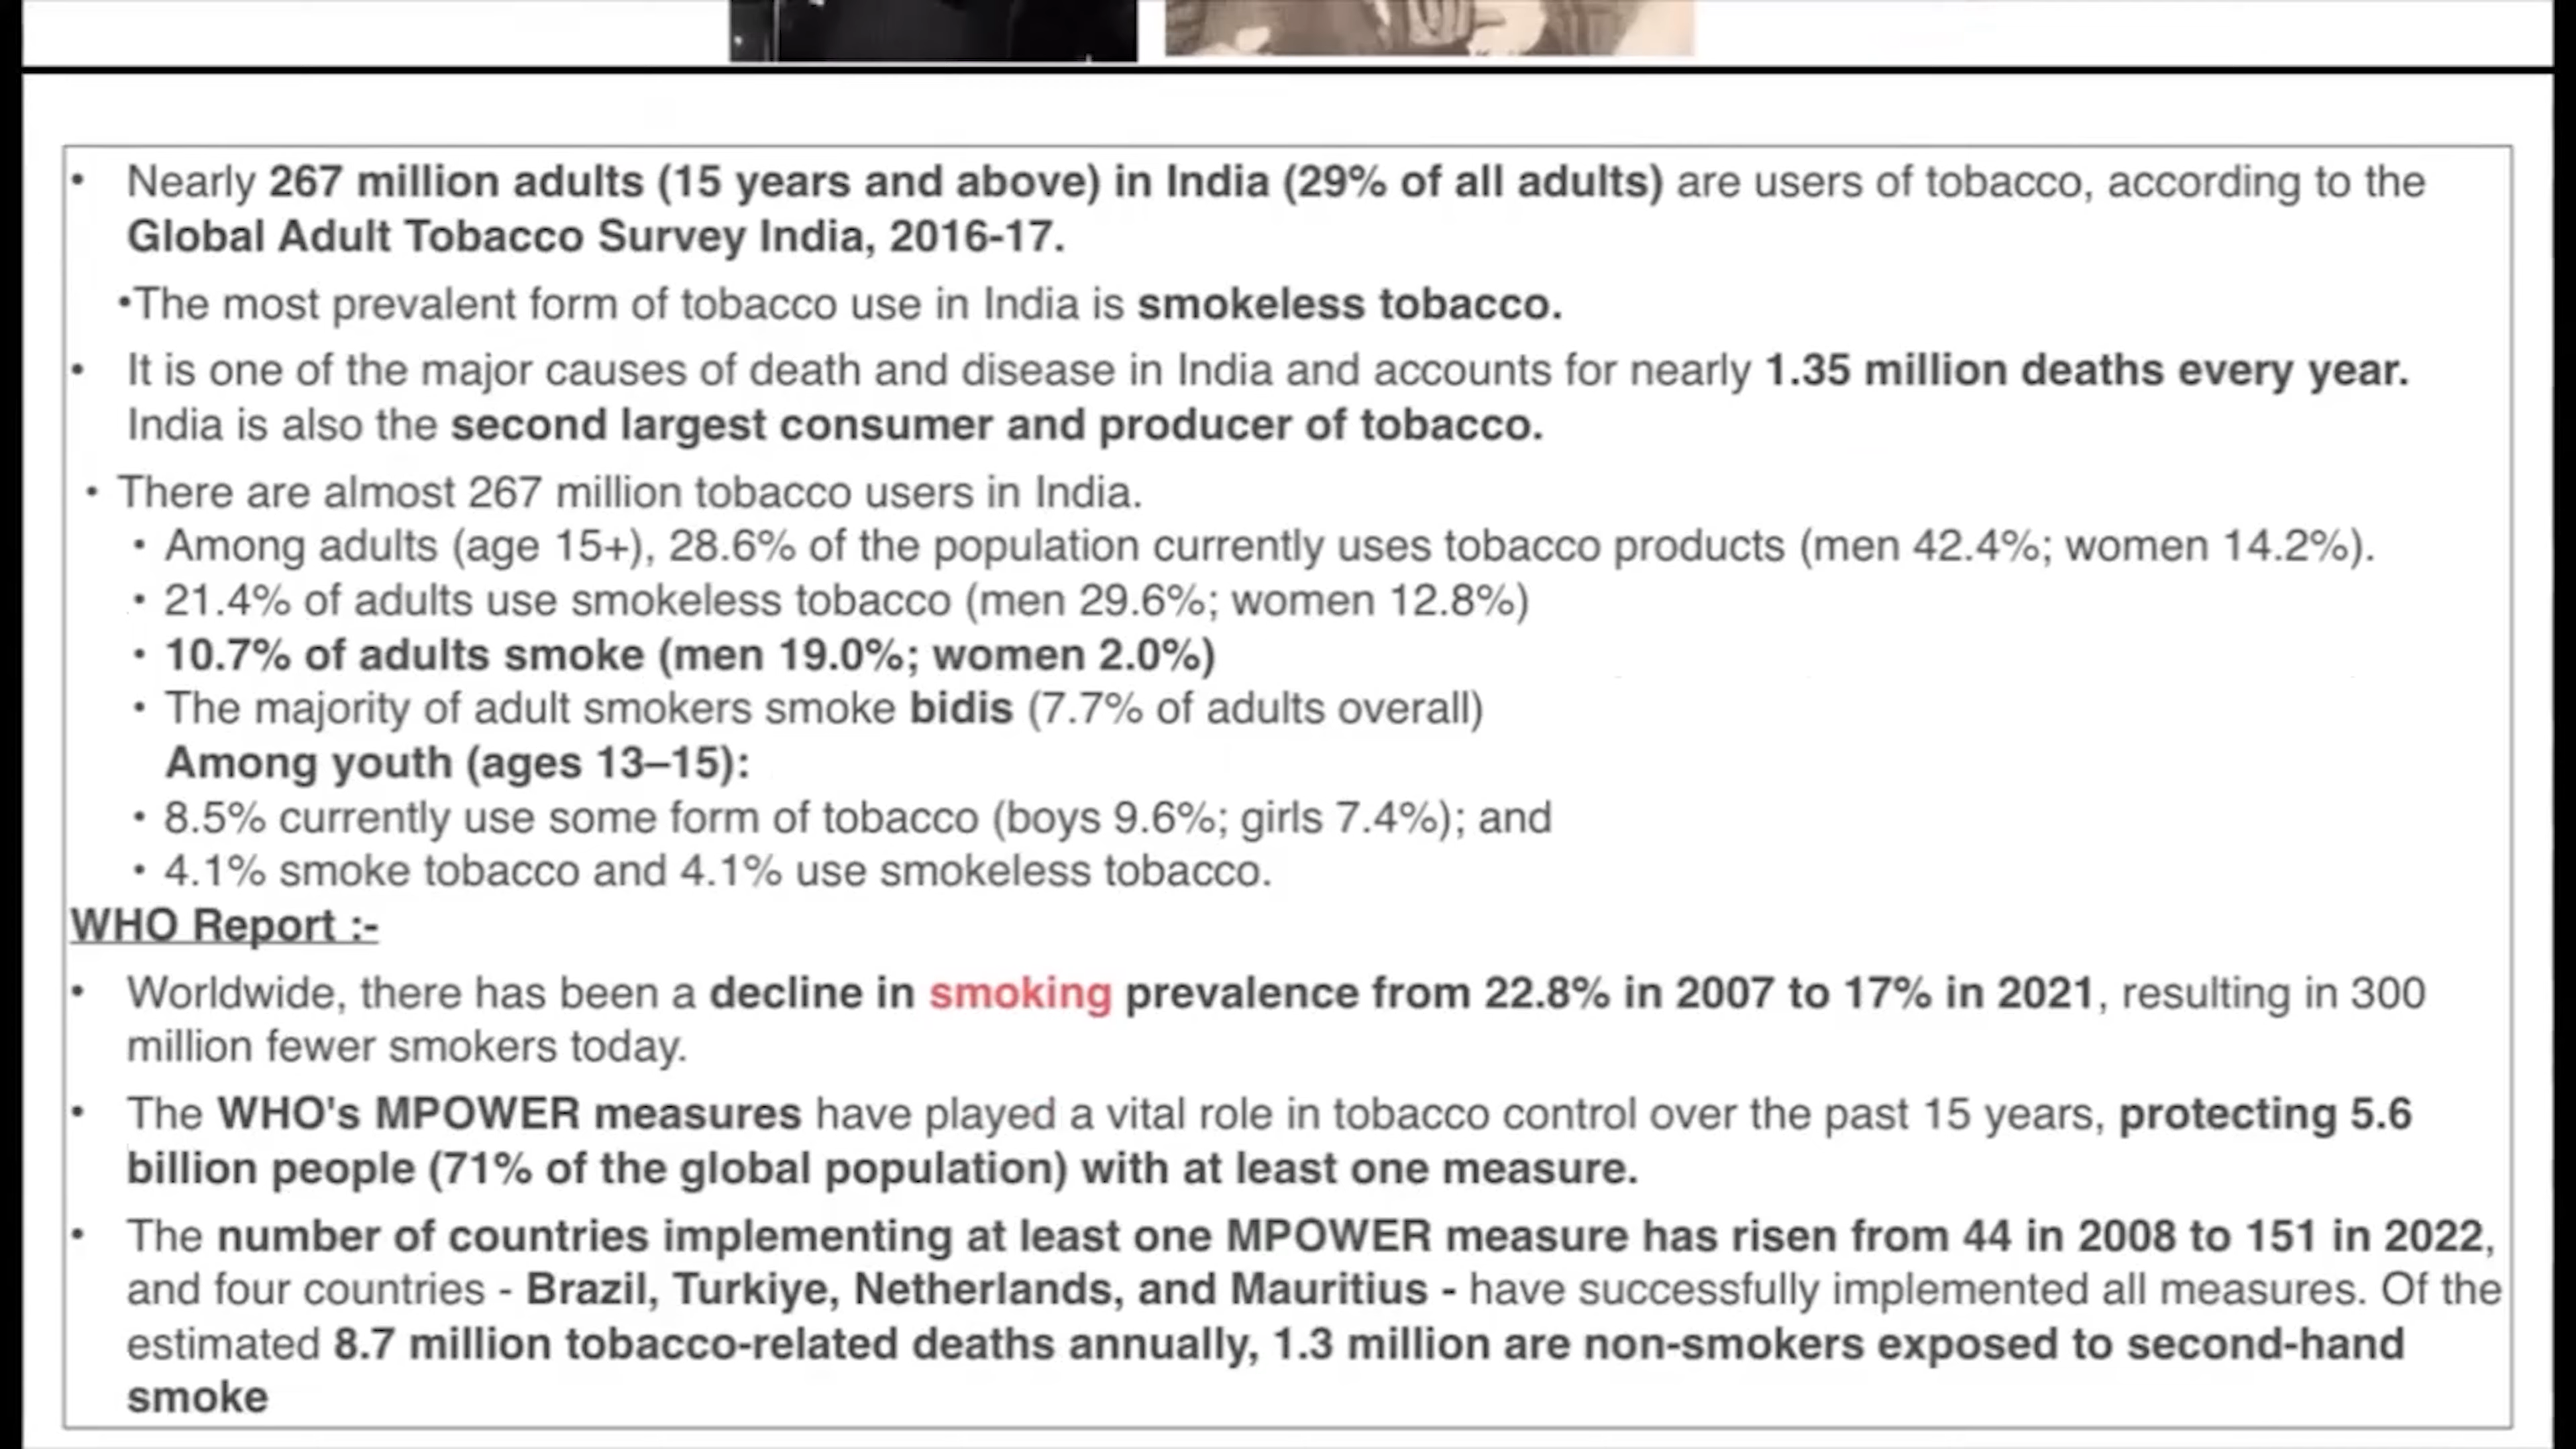 • Nearly 267 million adults (15 years and above) in India (29% of all adults) are users of tobacco, according to the
Global Adult Tobacco Survey India, 2016-17.
•The most prevalent form of tobacco use in India is smokeless tobacco.
• It is one of the major causes of death and disease in India and accounts for nearly 1.35 million deaths every year.
India is also the second largest consumer and producer of tobacco.
• There are almost 267 million tobacco users in India.
• Among adults (age 15+), 28.6% of the population currently uses tobacco products (men 42.4%; women 14.2%).
• 21.4% of adults use smokeless tobacco (men 29.6%; women 12.8%)
• 10.7% of adults smoke (men 19.0%; women 2.0%)
• The majority of adult smokers smoke bidis (7.7% of adults overall)
Among youth (ages 13–15):
• 8.5% currently use some form of tobacco (boys 9.6%; girls 7.4%); and
• 4.1% smoke tobacco and 4.1% use smokeless tobacco.
WHO Report :-
• Worldwide, there has been a decline in smoking prevalence from 22.8% in 2007 to 17% in 2021, resulting in 300
million fewer smokers today.
• The WHO's MPOWER measures have played a vital role in tobacco control over the past 15 years, protecting 5.6
billion people (71% of the global population) with at least one measure.
• The number of countries implementing at least one MPOWER measure has risen from 44 in 2008 to 151 in 2022,
and four countries - Brazil, Turkiye, Netherlands, and Mauritius - have successfully implemented all measures. Of the
estimated 8.7 million tobacco-related deaths annually, 1.3 million are non-smokers exposed to second-hand
smoke